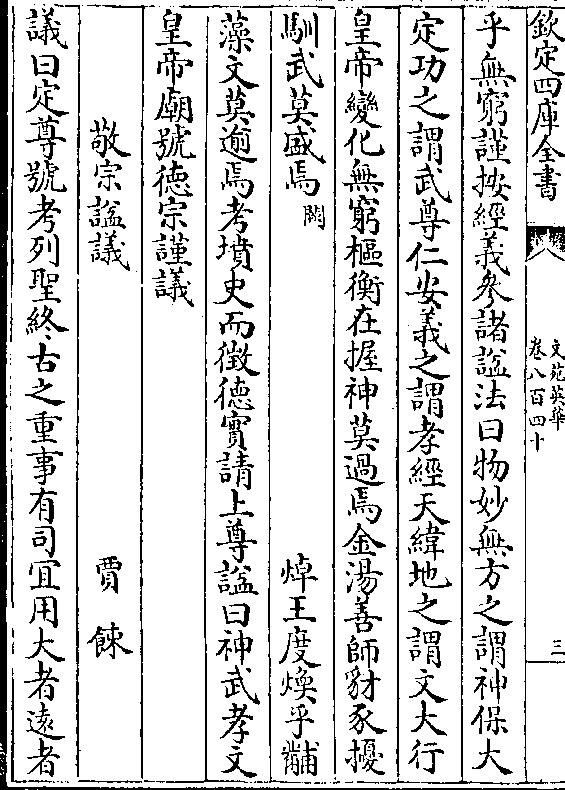 欽定四庫全書
文苑英華
卷八百四十
三
乎無窮謹按經義參諸諡法曰物妙無方之謂神保大
定功之謂武尊仁安義之謂孝經天緯地之謂文大行
皇帝變化無窮樞衡在握神莫過焉金湯善師豺豕擾
馴武莫盛焉闕 焯王度煥乎黼
藻文莫逾焉考墳史而徵徳實請上尊諡曰神武孝文
皇帝廟號徳宗謹議
敬宗諡議 賈餗
議曰定尊號考列聖終古之重事有司宜用大者遠者